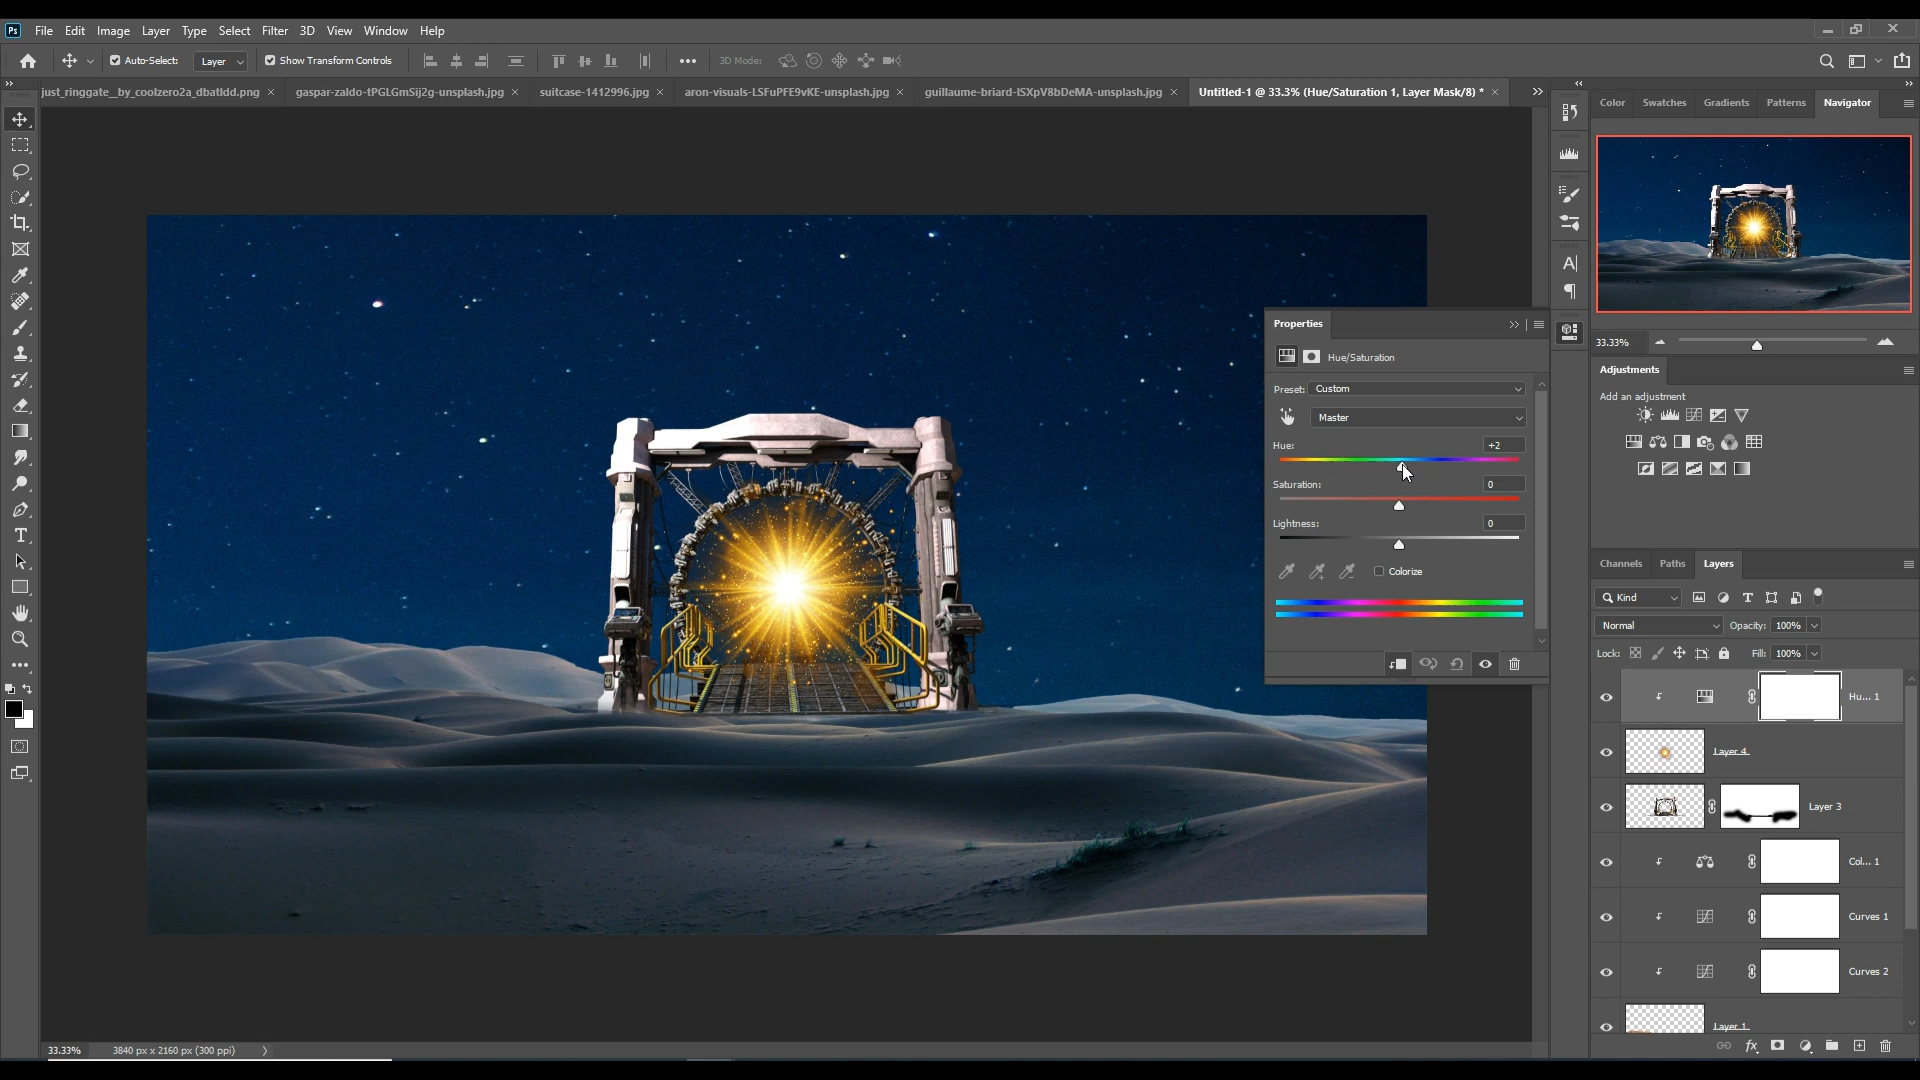 Ps File Edit Image Layer Type Select Filter 3D View Window Help
Auto-Select: Layer Show Transform Controls 3D Mode:
just_ringgate__by_coolzero2a_dbatldd.png × gaspar-zaldo-tPGLGmSij2g-unsplash.jpg × suitcase-1412996.jpg × aron-visuals-LSFuPFE9vKE-unsplash.jpg × guillaume-briard-lSXpV8bDeMA-unsplash.jpg × Untitled-1 @ 33.3% (Hue/Saturation 1, Layer Mask/8) * ×
Color Swatches Gradients Patterns Navigator
33.33%
Adjustments
Add an adjustment
Properties
Hue/Saturation
Preset: Custom
Master
Hue: +2
Saturation: 0
Lightness: 0
Colorize
Channels Paths Layers
Kind
Normal Opacity: 100%
Lock: Fill: 100%
Hu... 1
Layer 4
Layer 3
Col... 1
Curves 1
Curves 2
Layer 1
33.33% 3840 px x 2160 px (300 ppi)